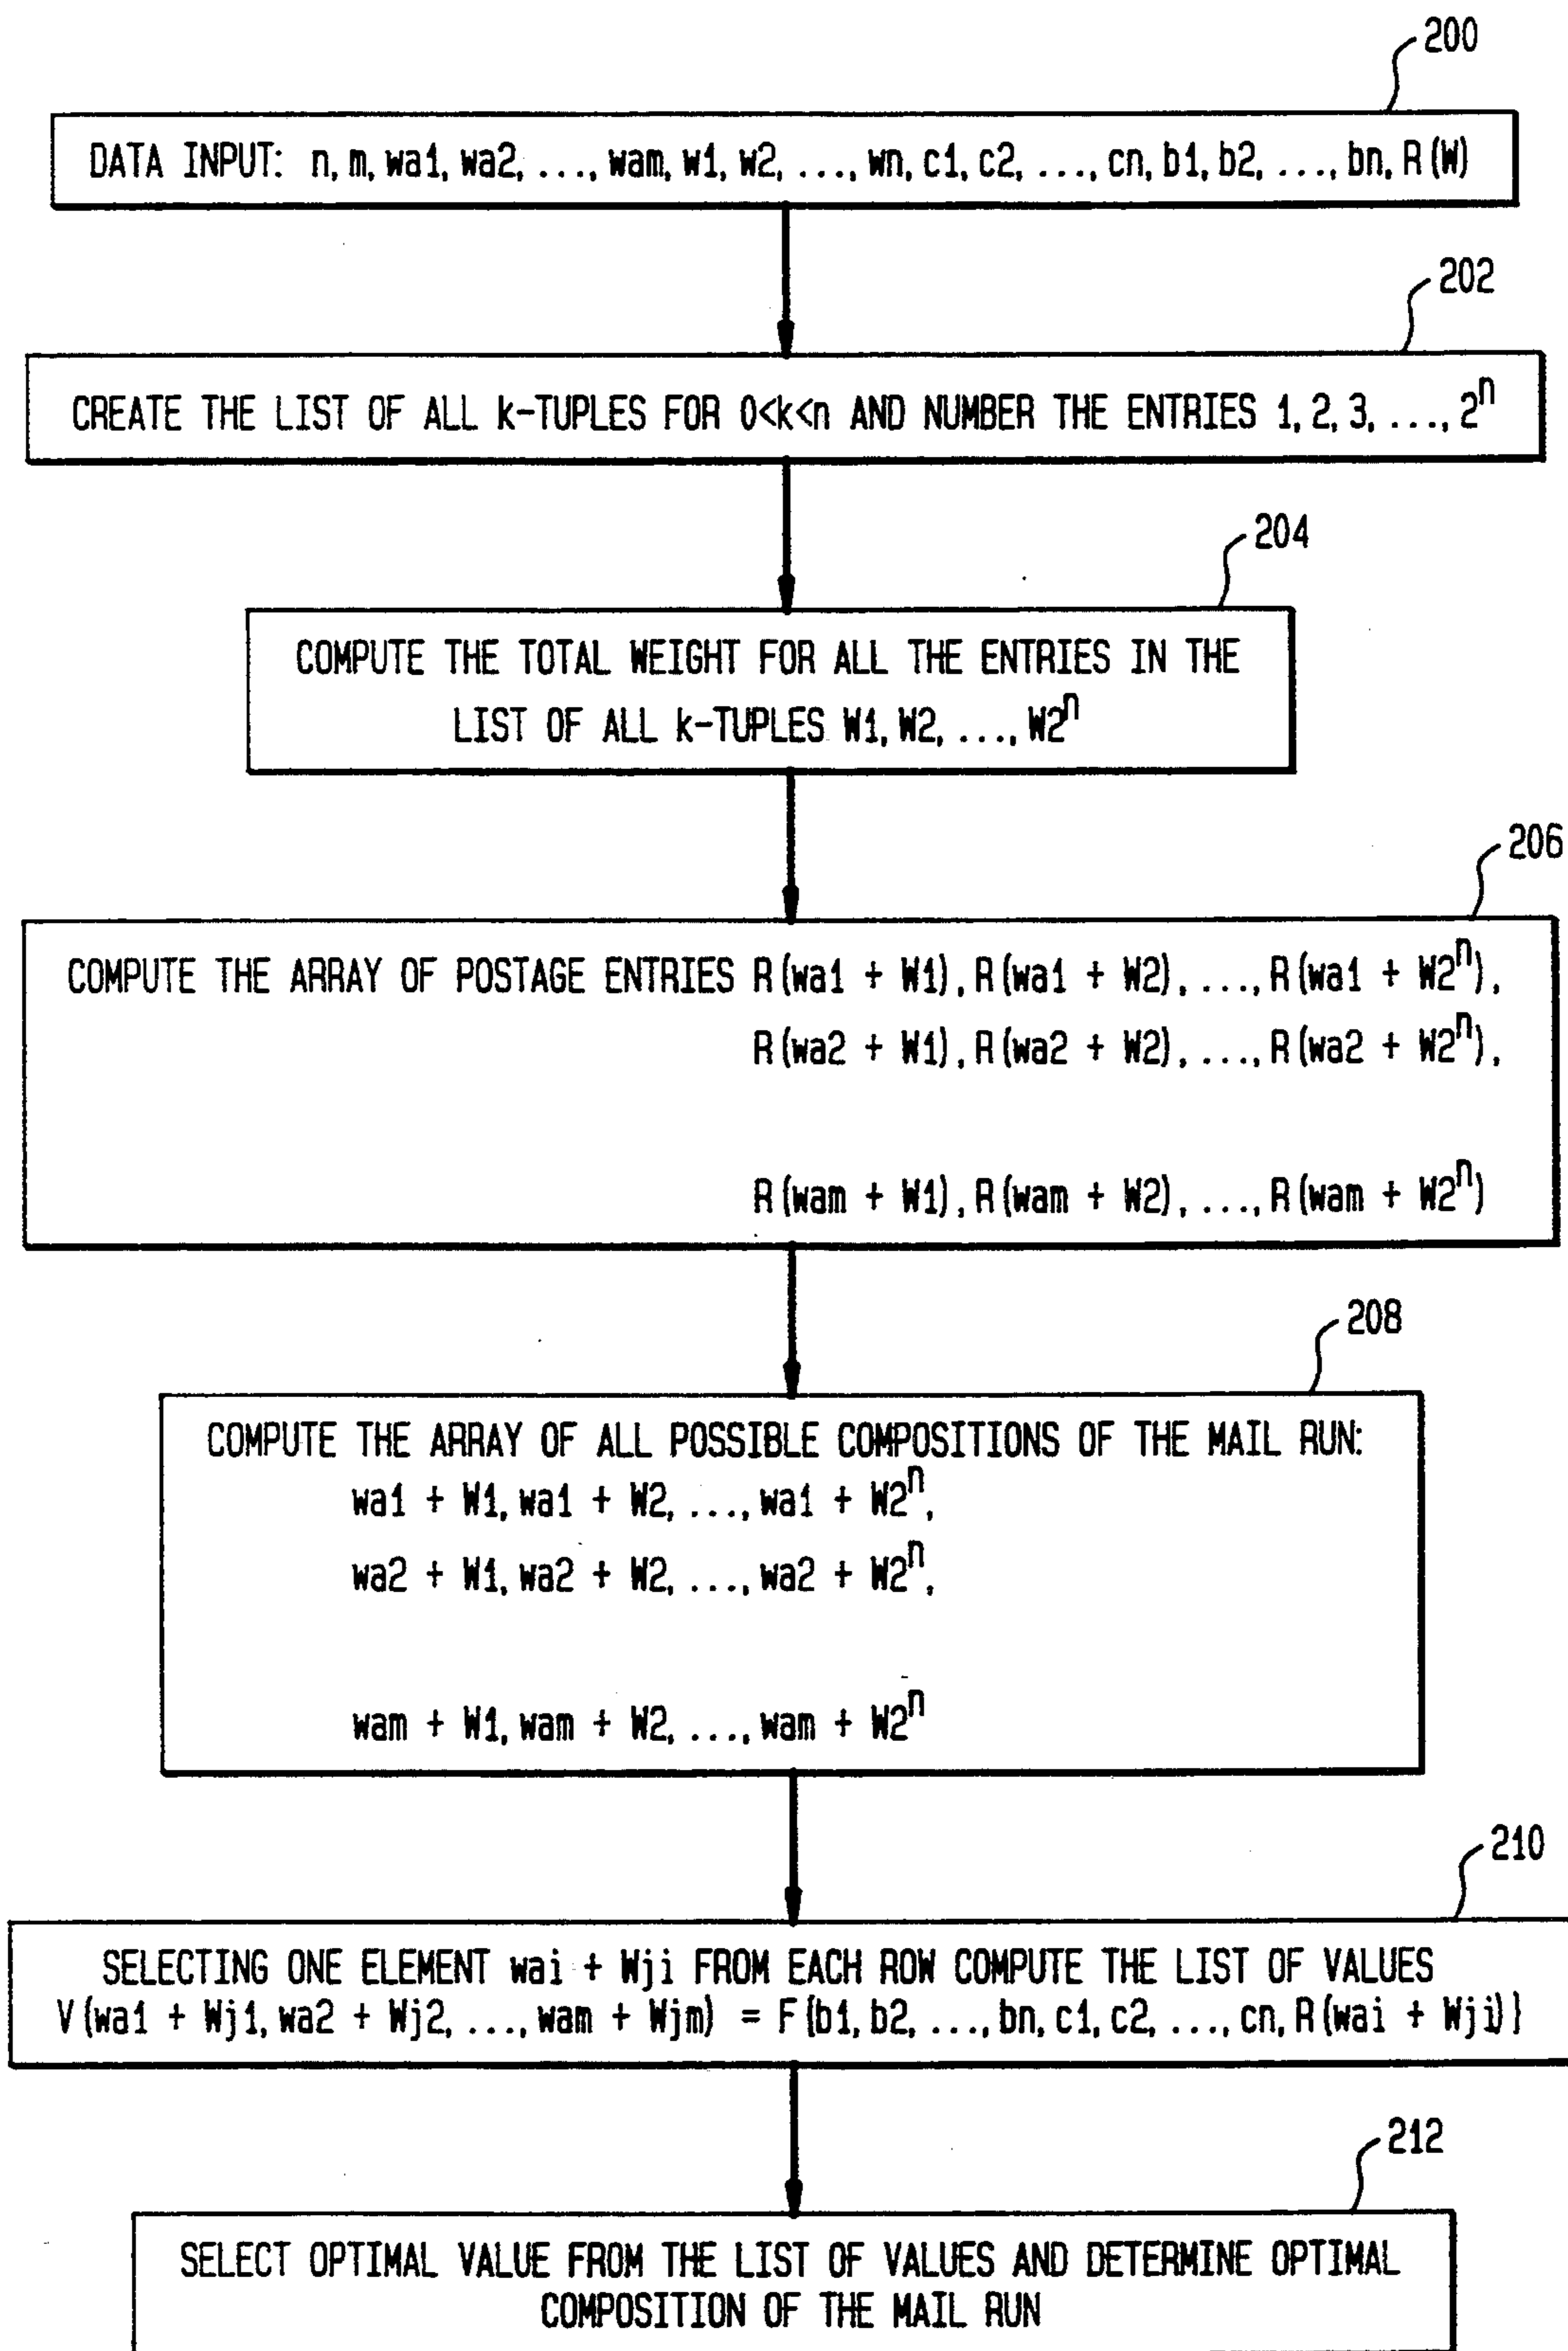 200
DATA INPUT: n, m, wa1, wa2, ..., wam, w1, w2, ..., wn, c1, c2, ..., cn, b1, b2, ..., bn, R(W)
202
CREATE THE LIST OF ALL k-TUPLES FOR 0<k<n AND NUMBER THE ENTRIES 1, 2, 3, ..., 2^n
204
COMPUTE THE TOTAL WEIGHT FOR ALL THE ENTRIES IN THE
LIST OF ALL k-TUPLES W1, W2, ..., W2^n
206
COMPUTE THE ARRAY OF POSTAGE ENTRIES R(wa1 + W1), R(wa1 + W2), ..., R(wa1 + W2^n),
R(wa2 + W1), R(wa2 + W2), ..., R(wa2 + W2^n),
R(wam + W1), R(wam + W2), ..., R(wam + W2^n)
208
COMPUTE THE ARRAY OF ALL POSSIBLE COMPOSITIONS OF THE MAIL RUN:
wa1 + W1, wa1 + W2, ..., wa1 + W2^n,
wa2 + W1, wa2 + W2, ..., wa2 + W2^n,
wam + W1, wam + W2, ..., wam + W2^n
210
SELECTING ONE ELEMENT wai + Wji FROM EACH ROW COMPUTE THE LIST OF VALUES
V(wa1 + Wj1, wa2 + Wj2, ..., wam + Wjm) = F{b1, b2, ..., bn, c1, c2, ..., cn, R(wai + Wji)}
212
SELECT OPTIMAL VALUE FROM THE LIST OF VALUES AND DETERMINE OPTIMAL
COMPOSITION OF THE MAIL RUN